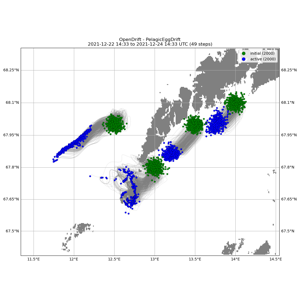 OpenDrift - PelagicEggDrift
2021-12-22 14:33 to 2021-12-24 14:33 UTC (49 steps)
initial (2000)
active (2000)
68.25°N 68.25°N
68.1°N 68.1°N
67.95°N 67.95°N
67.8°N 67.8°N
67.65°N 67.65°N
67.5°N 67.5°N
11.5°E 12°E 12.5°E 13°E 13.5°E 14°E 14.5°E